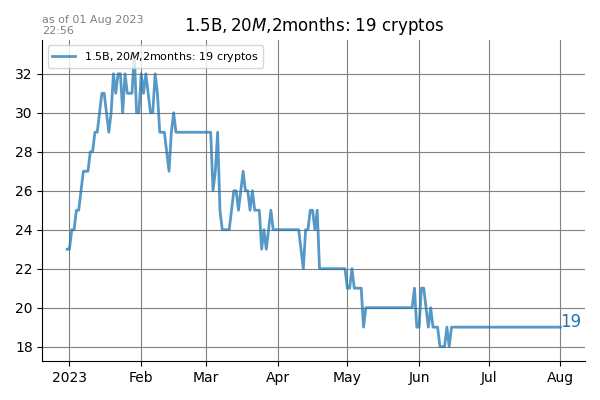 as of 01 Aug 2023
22:56
1.5B, 20M,2months: 19 cryptos
1.5B, 20M,2months: 19 cryptos
32
30
28
26
24
22
20
18
19
2023 Feb Mar Apr May Jun Jul Aug